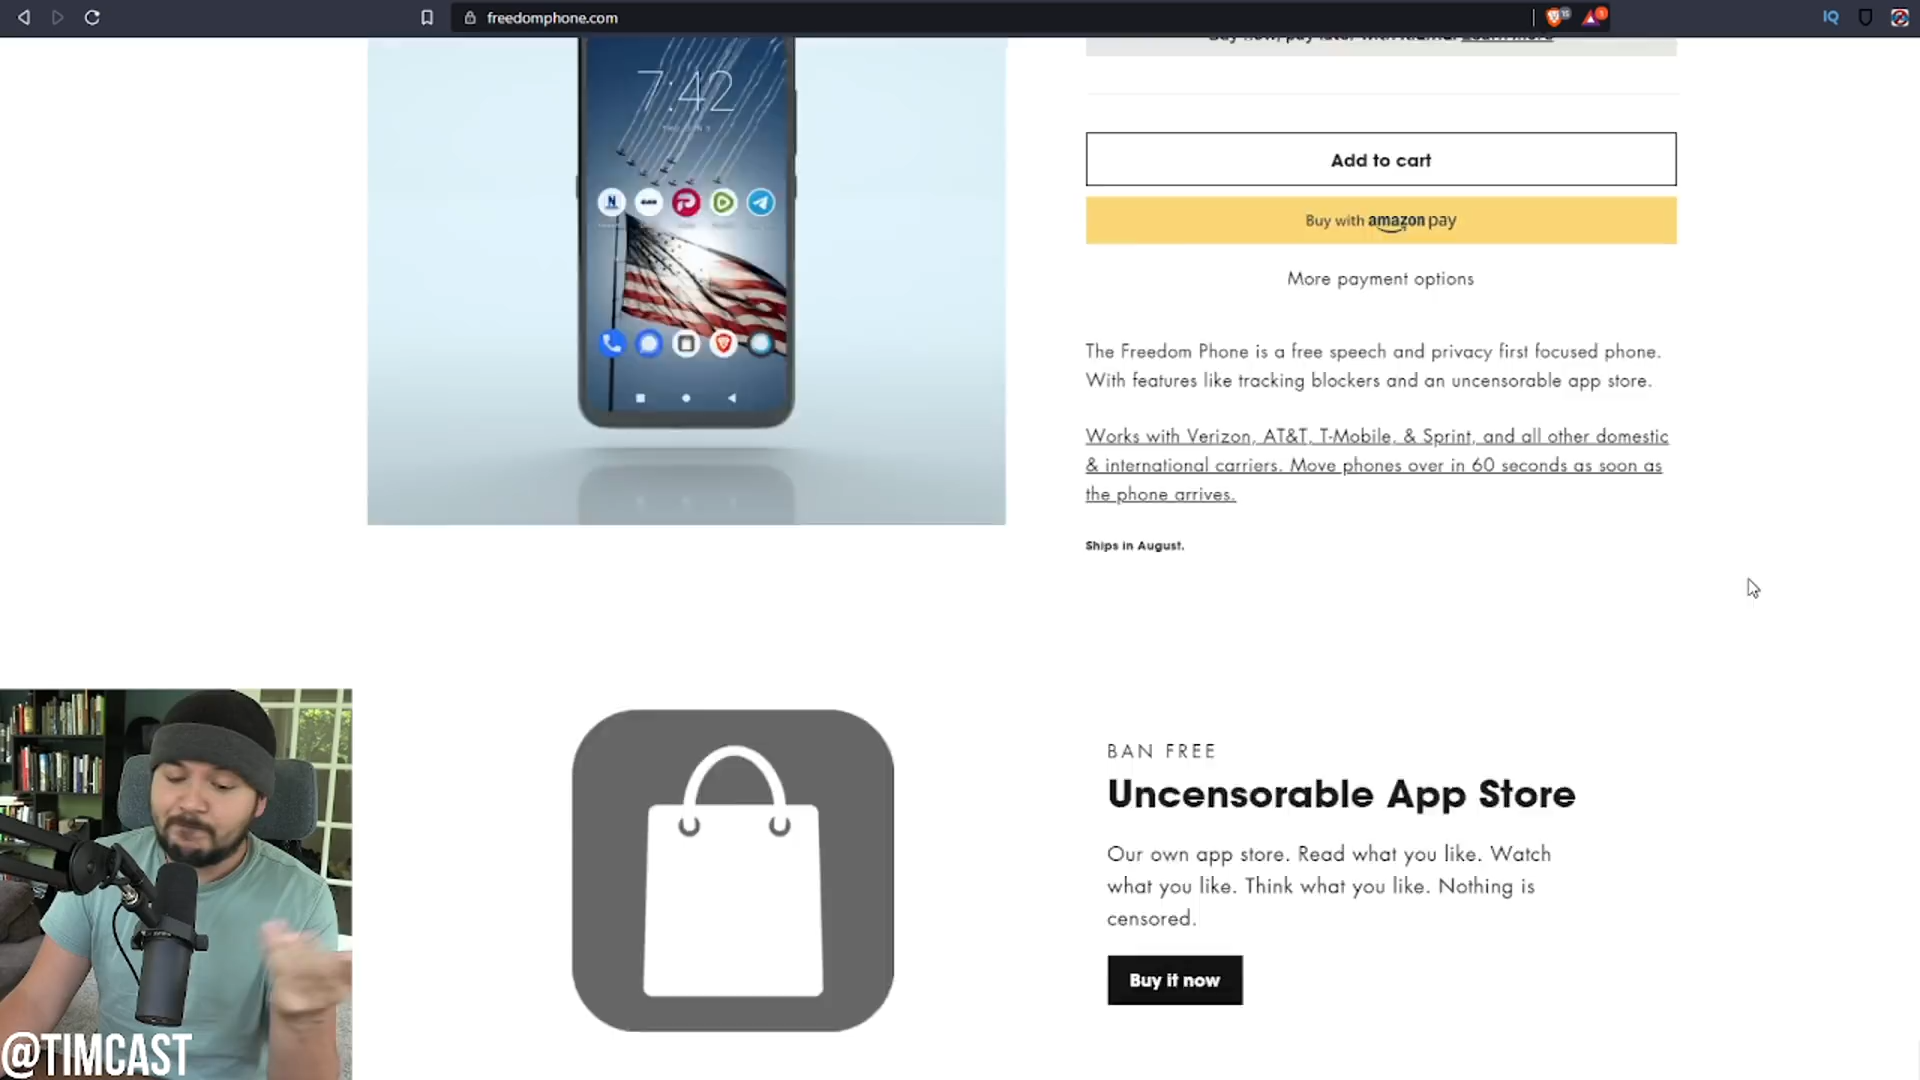 freedomphone.com
IQ
7:42
Add to cart
Buy with amazon pay
More payment options
The Freedom Phone is a free speech and privacy first focused phone.
With features like tracking blockers and an uncensorable app store.
Works with Verizon, AT&T, T-Mobile, & Sprint, and all other domestic
& international carriers. Move phones over in 60 seconds as soon as
the phone arrives.
Ships in August.
BAN FREE
Uncensorable App Store
Our own app store. Read what you like. Watch
what you like. Think what you like. Nothing is
censored.
Buy it now
@TIMCAST